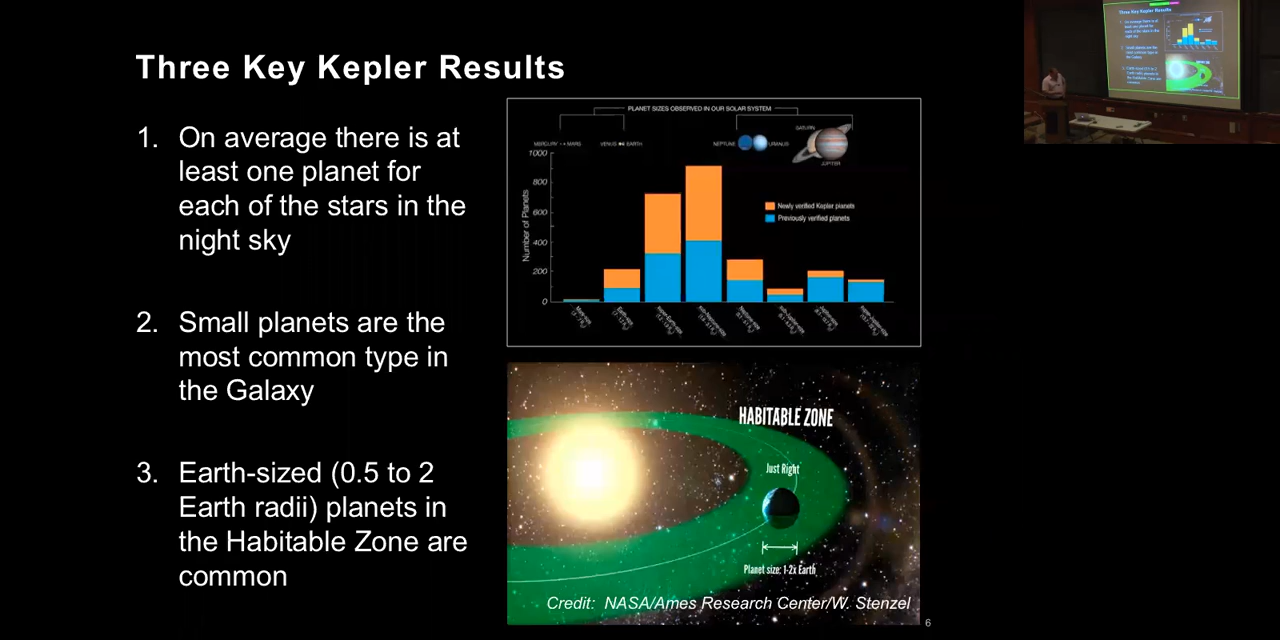 Three Key Kepler Results
1. On average there is at
least one planet for
each of the stars in the
night sky
2. Small planets are the
most common type in
the Galaxy
3. Earth-sized (0.5 to 2
Earth radii) planets in
the Habitable Zone are
common
PLANET SIZES OBSERVED IN OUR SOLAR SYSTEM
MERCURY MARS VENUS EARTH NEPTUNE URANUS SATURN
JUPITER
Number of Planets
1000
800
600
400
200
0
Newly verified Kepler planets
Previously verified planets
HABITABLE ZONE
Just Right
Planet size: 1-2x Earth
Credit: NASA/Ames Research Center/W. Stenzel
6